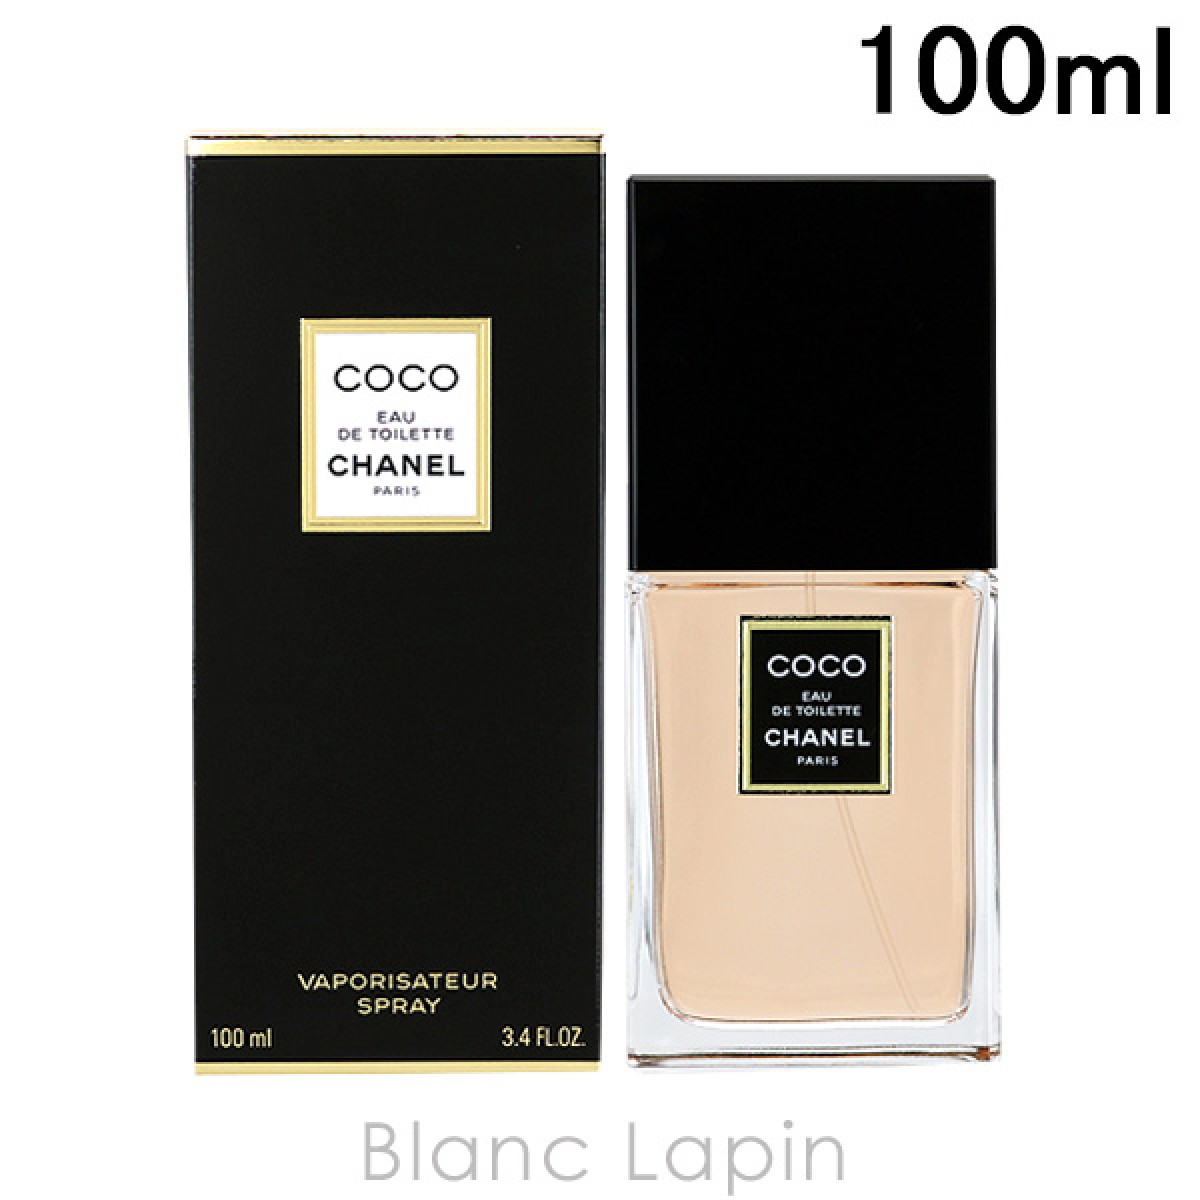 100ml
COCO
EAU
DE TOILETTE
CHANEL
PARIS
VAPORISATEUR
SPRAY
100 ml
3.4 FL.OZ.
COCO
EAU
DE TOILETTE
CHANEL
PARIS
Blanc Lapin